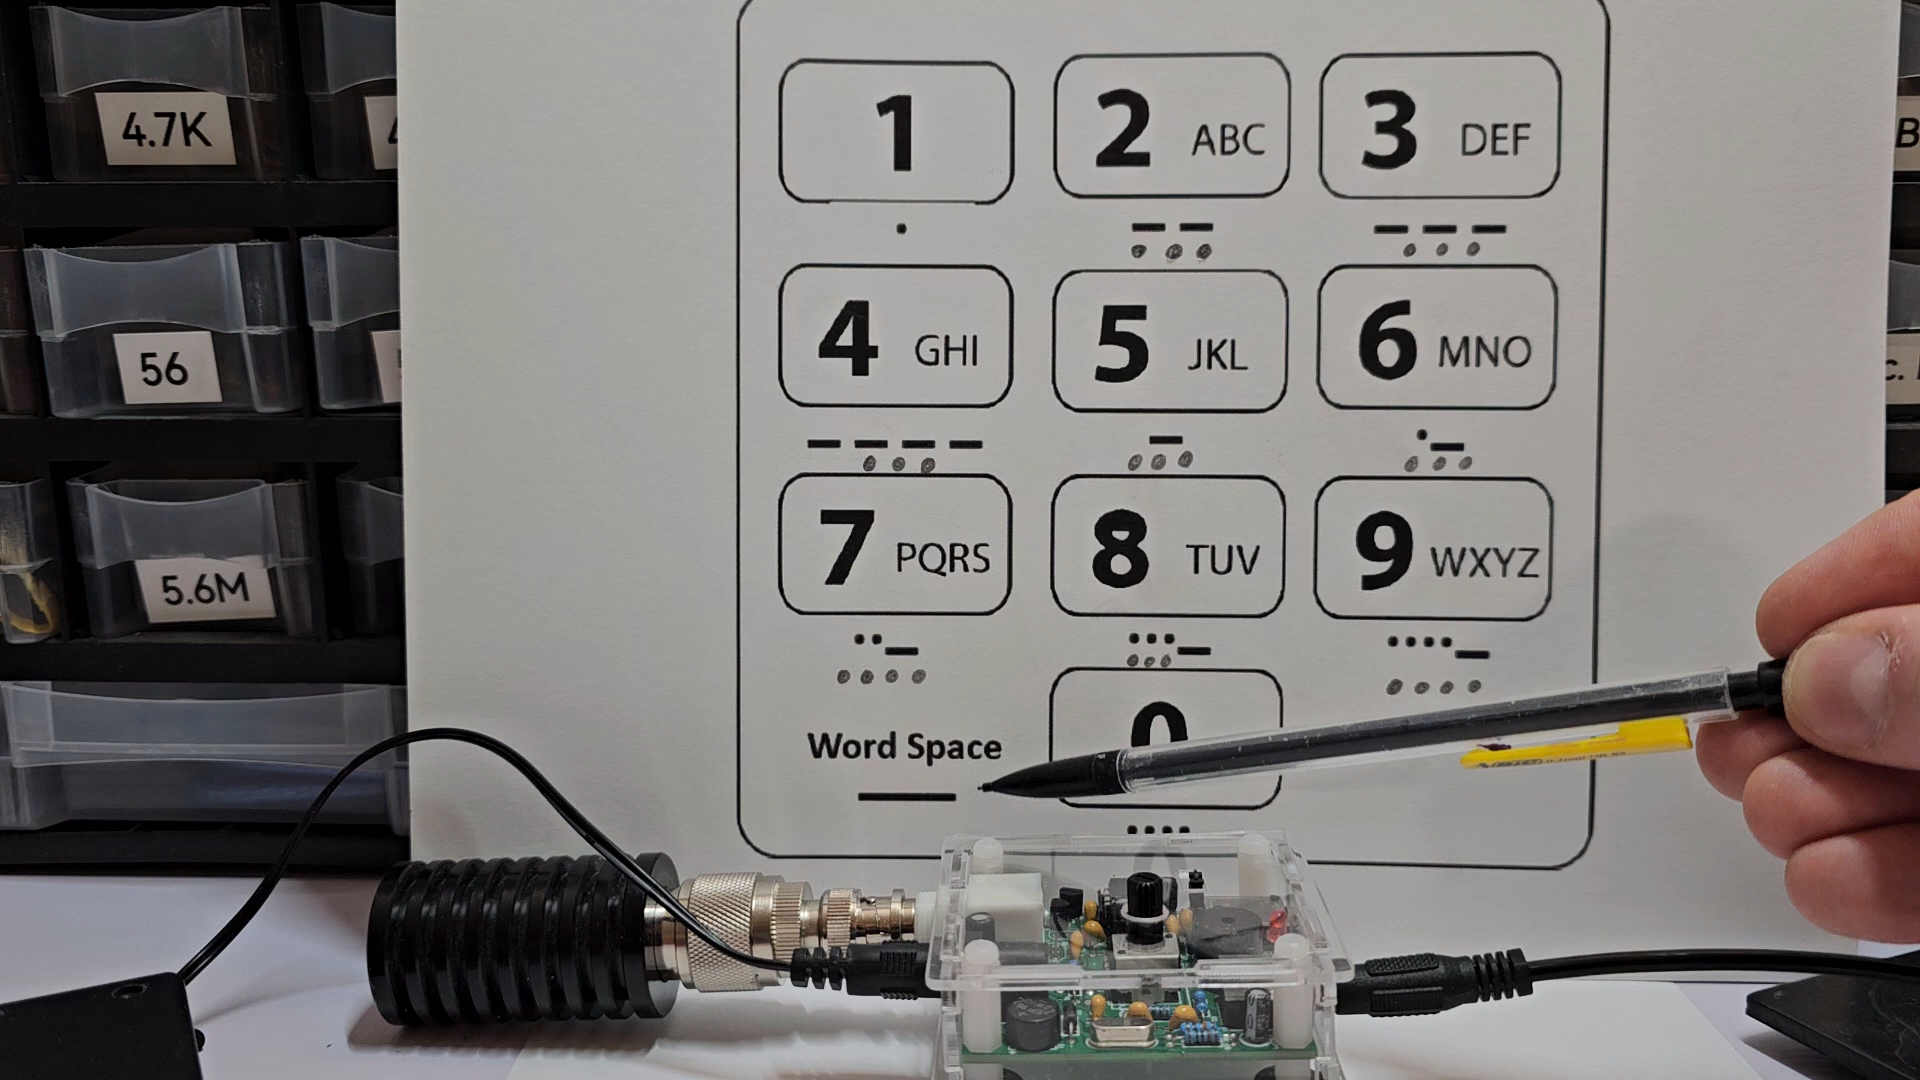 4.7K
1
2 ABC
3 DEF
56
4 GHI
5 JKL
6 MNO
5.6M
7 PQRS
8 TUV
9 WXYZ
Word Space
0